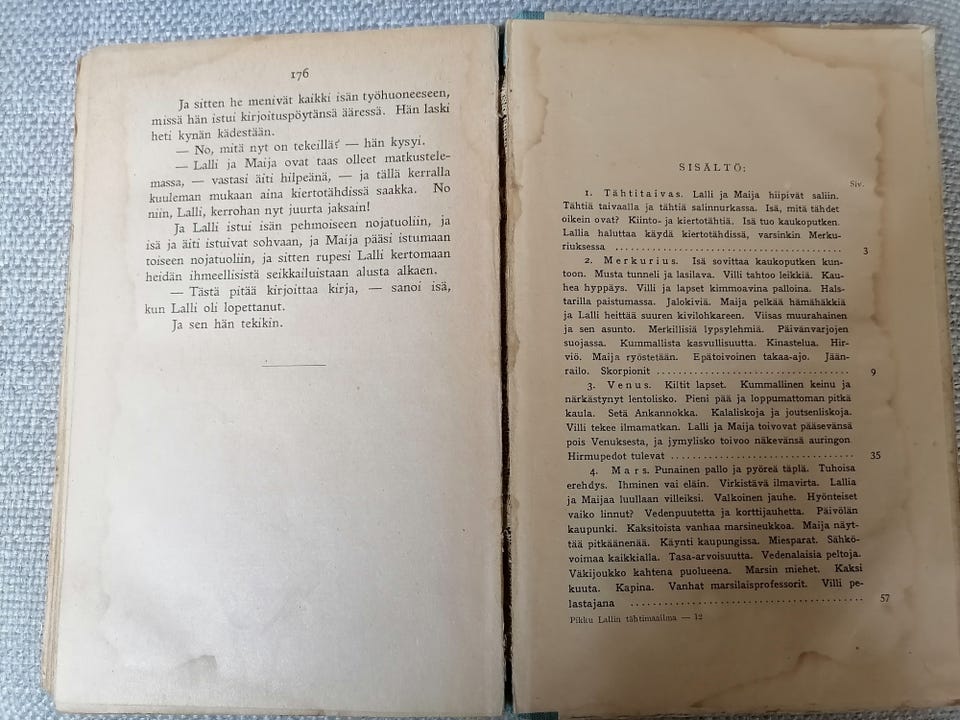 176
Ja sitten he menivät kaikki isän työhuoneeseen,
missä hän istui kirjoituspöytänsä ääressä. Hän laski
heti kynän kädestään.
— No, mitä nyt on tekeillä? — hän kysyi.
— Lalli ja Maija ovat taas olleet matkustele-
massa, — vastasi äiti hilpeänä, — ja tällä kerralla
kuuleman mukaan aina kiertotähdissä saakka. No
niin, Lalli, kerrohan nyt juurta jaksain!
Ja Lalli istui isän pehmoiseen nojatuoliin, ja
isä ja äiti istuivat sohvaan, ja Maija pääsi istumaan
toiseen nojatuoliin, ja sitten rupesi Lalli kertomaan
heidän ihmeellisistä seikkailuistaan alusta alkaen.
— Tästä pitää kirjoittaa kirja, — sanoi isä,
kun Lalli oli lopettanut.
Ja sen hän tekikin.
SISÄLTÖ:
Siv.
1. Tähtitaivas. Lalli ja Maija hiipivät saliin.
Tähtiä taivaalla ja tähtiä salinnurkassa. Isä, mitä tähdet
oikein ovat? Kiinto- ja kiertotähtiä. Isä tuo kaukoputken.
Lallia haluttaa käydä kiertotähdissä, varsinkin Merku-
riuksessa ........................................ 3
2. Merkurius. Isä sovittaa kaukoputken kun-
toon. Musta tunneli ja lasilava. Villi tahtoo leikkiä. Kau-
hea hyppäys. Villi ja lapset kimmoavina palloina. Hals-
tarilla paistumassa. Jalokiviä. Maija pelkää hämähäkkiä
ja Lalli heittää suuren kivilohkareen. Viisas muurahainen
ja sen asunto. Merkillisiä lypsylehmiä. Päivänvarjojen
suojassa. Kummallista kasvullisuutta. Kinastelua. Hir-
viö. Maija ryöstetään. Epätoivoinen takaa-ajo. Jään-
railo. Skorpionit .................................. 9
3. Venus. Kiltit lapset. Kummallinen keinu ja
närkästynyt lentolisko. Pieni pää ja loppumattoman pitkä
kaula. Setä Ankannokka. Kalaliskoja ja joutsenliskoja.
Villi tekee ilmamatkan. Lalli ja Maija toivovat pääsevänsä
pois Venuksesta, ja jymylisko toivoo näkevänsä auringon
Hirmupedot tulevat ................................ 35
4. Mars. Punainen pallo ja pyöreä täplä. Tuhoisa
erehdys. Ihminen vai eläin. Virkistävä ilmavirta. Lallia
ja Maijaa luullaan villeiksi. Valkoinen jauhe. Hyönteiset
vaiko linnut? Vedenpuutetta ja korttijauhetta. Päivölän
kaupunki. Kaksitoista vanhaa marsineukkoa. Maija näyt-
tää pitkäänenää. Käynti kaupungissa. Miesparat. Sähkö-
voimaa kaikkialla. Tasa-arvoisuutta. Vedenalaisia peltoja.
Väkijoukko kahtena puolueena. Marsin miehet. Kaksi
kuuta. Kapina. Vanhat marsilaisprofessorit. Villi pe-
lastajana ........................................ 57
Pikku Lallin tähtimaailma — 12